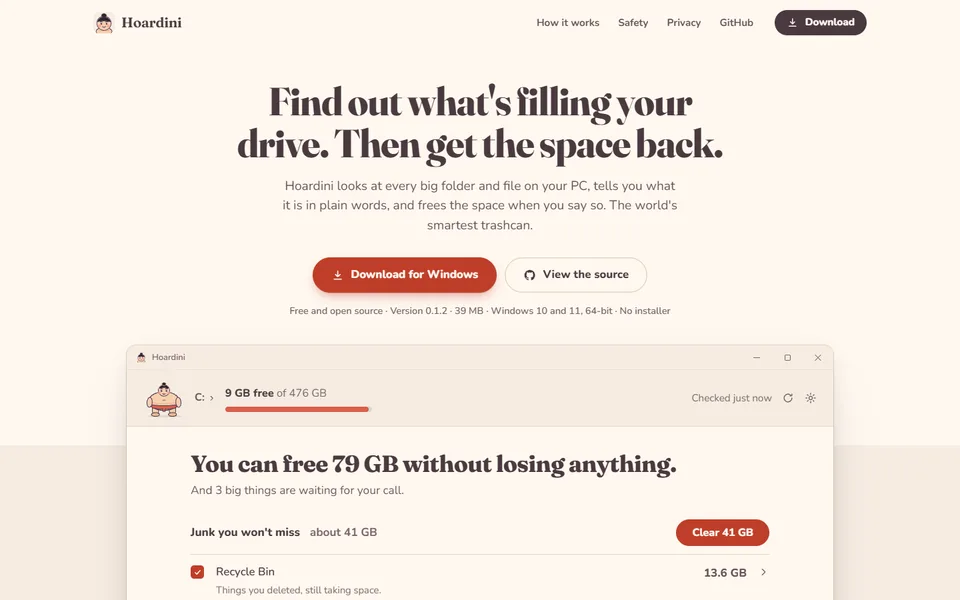 Hoardini
How it works
Safety
Privacy
GitHub
Download
Find out what's filling your
drive. Then get the space back.
Hoardini looks at every big folder and file on your PC, tells you what
it is in plain words, and frees the space when you say so. The world's
smartest trashcan.
Download for Windows
View the source
Free and open source · Version 0.1.2 · 39 MB · Windows 10 and 11, 64-bit · No installer
Hoardini
C: ›
9 GB free of 476 GB
Checked just now
You can free 79 GB without losing anything.
And 3 big things are waiting for your call.
Junk you won't miss about 41 GB
Clear 41 GB
Recycle Bin
13.6 GB
Things you deleted, still taking space.